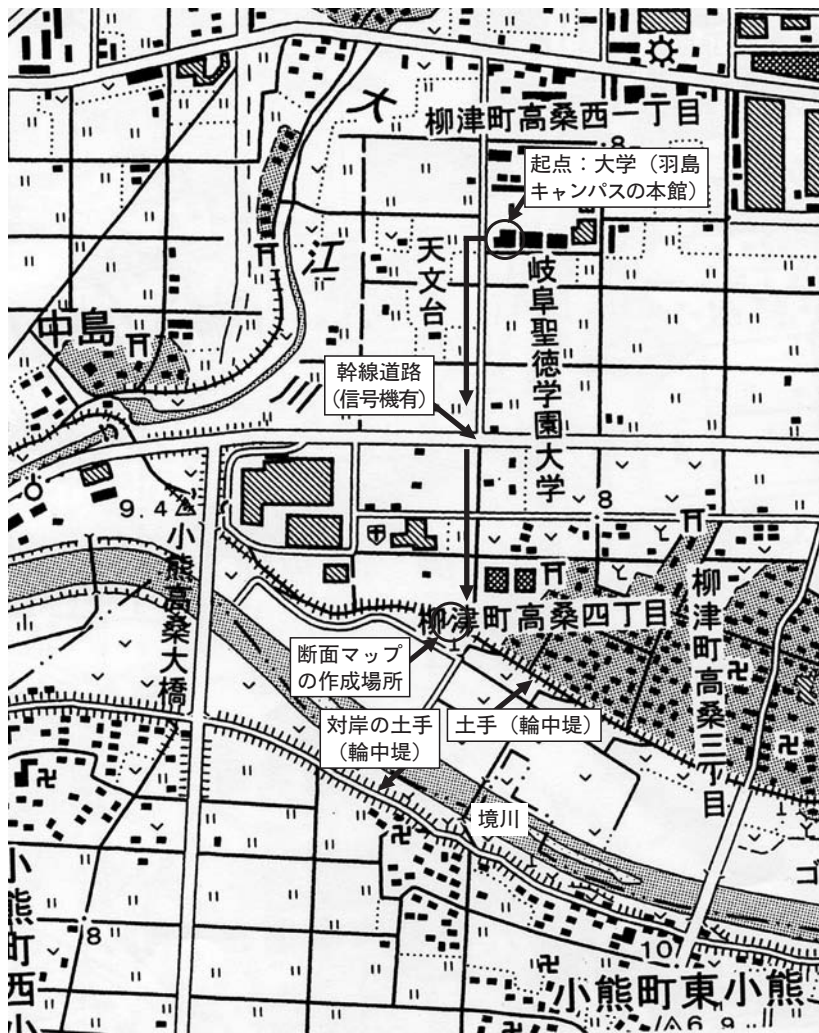 大江川
柳津町高桑西一丁目
8
起点：大学（羽島
キャンパスの本館）
天文台
岐阜聖徳学園大学
中島
幹線道路
（信号機有）
9.4
小熊高桑大橋
8
柳津町高桑四丁目
柳津町高桑三丁目
断面マップ
の作成場所
対岸の土手
（輪中堤）
土手（輪中堤）
境川
ゴ
小熊町西小
8
10
小熊町東小熊
6.9